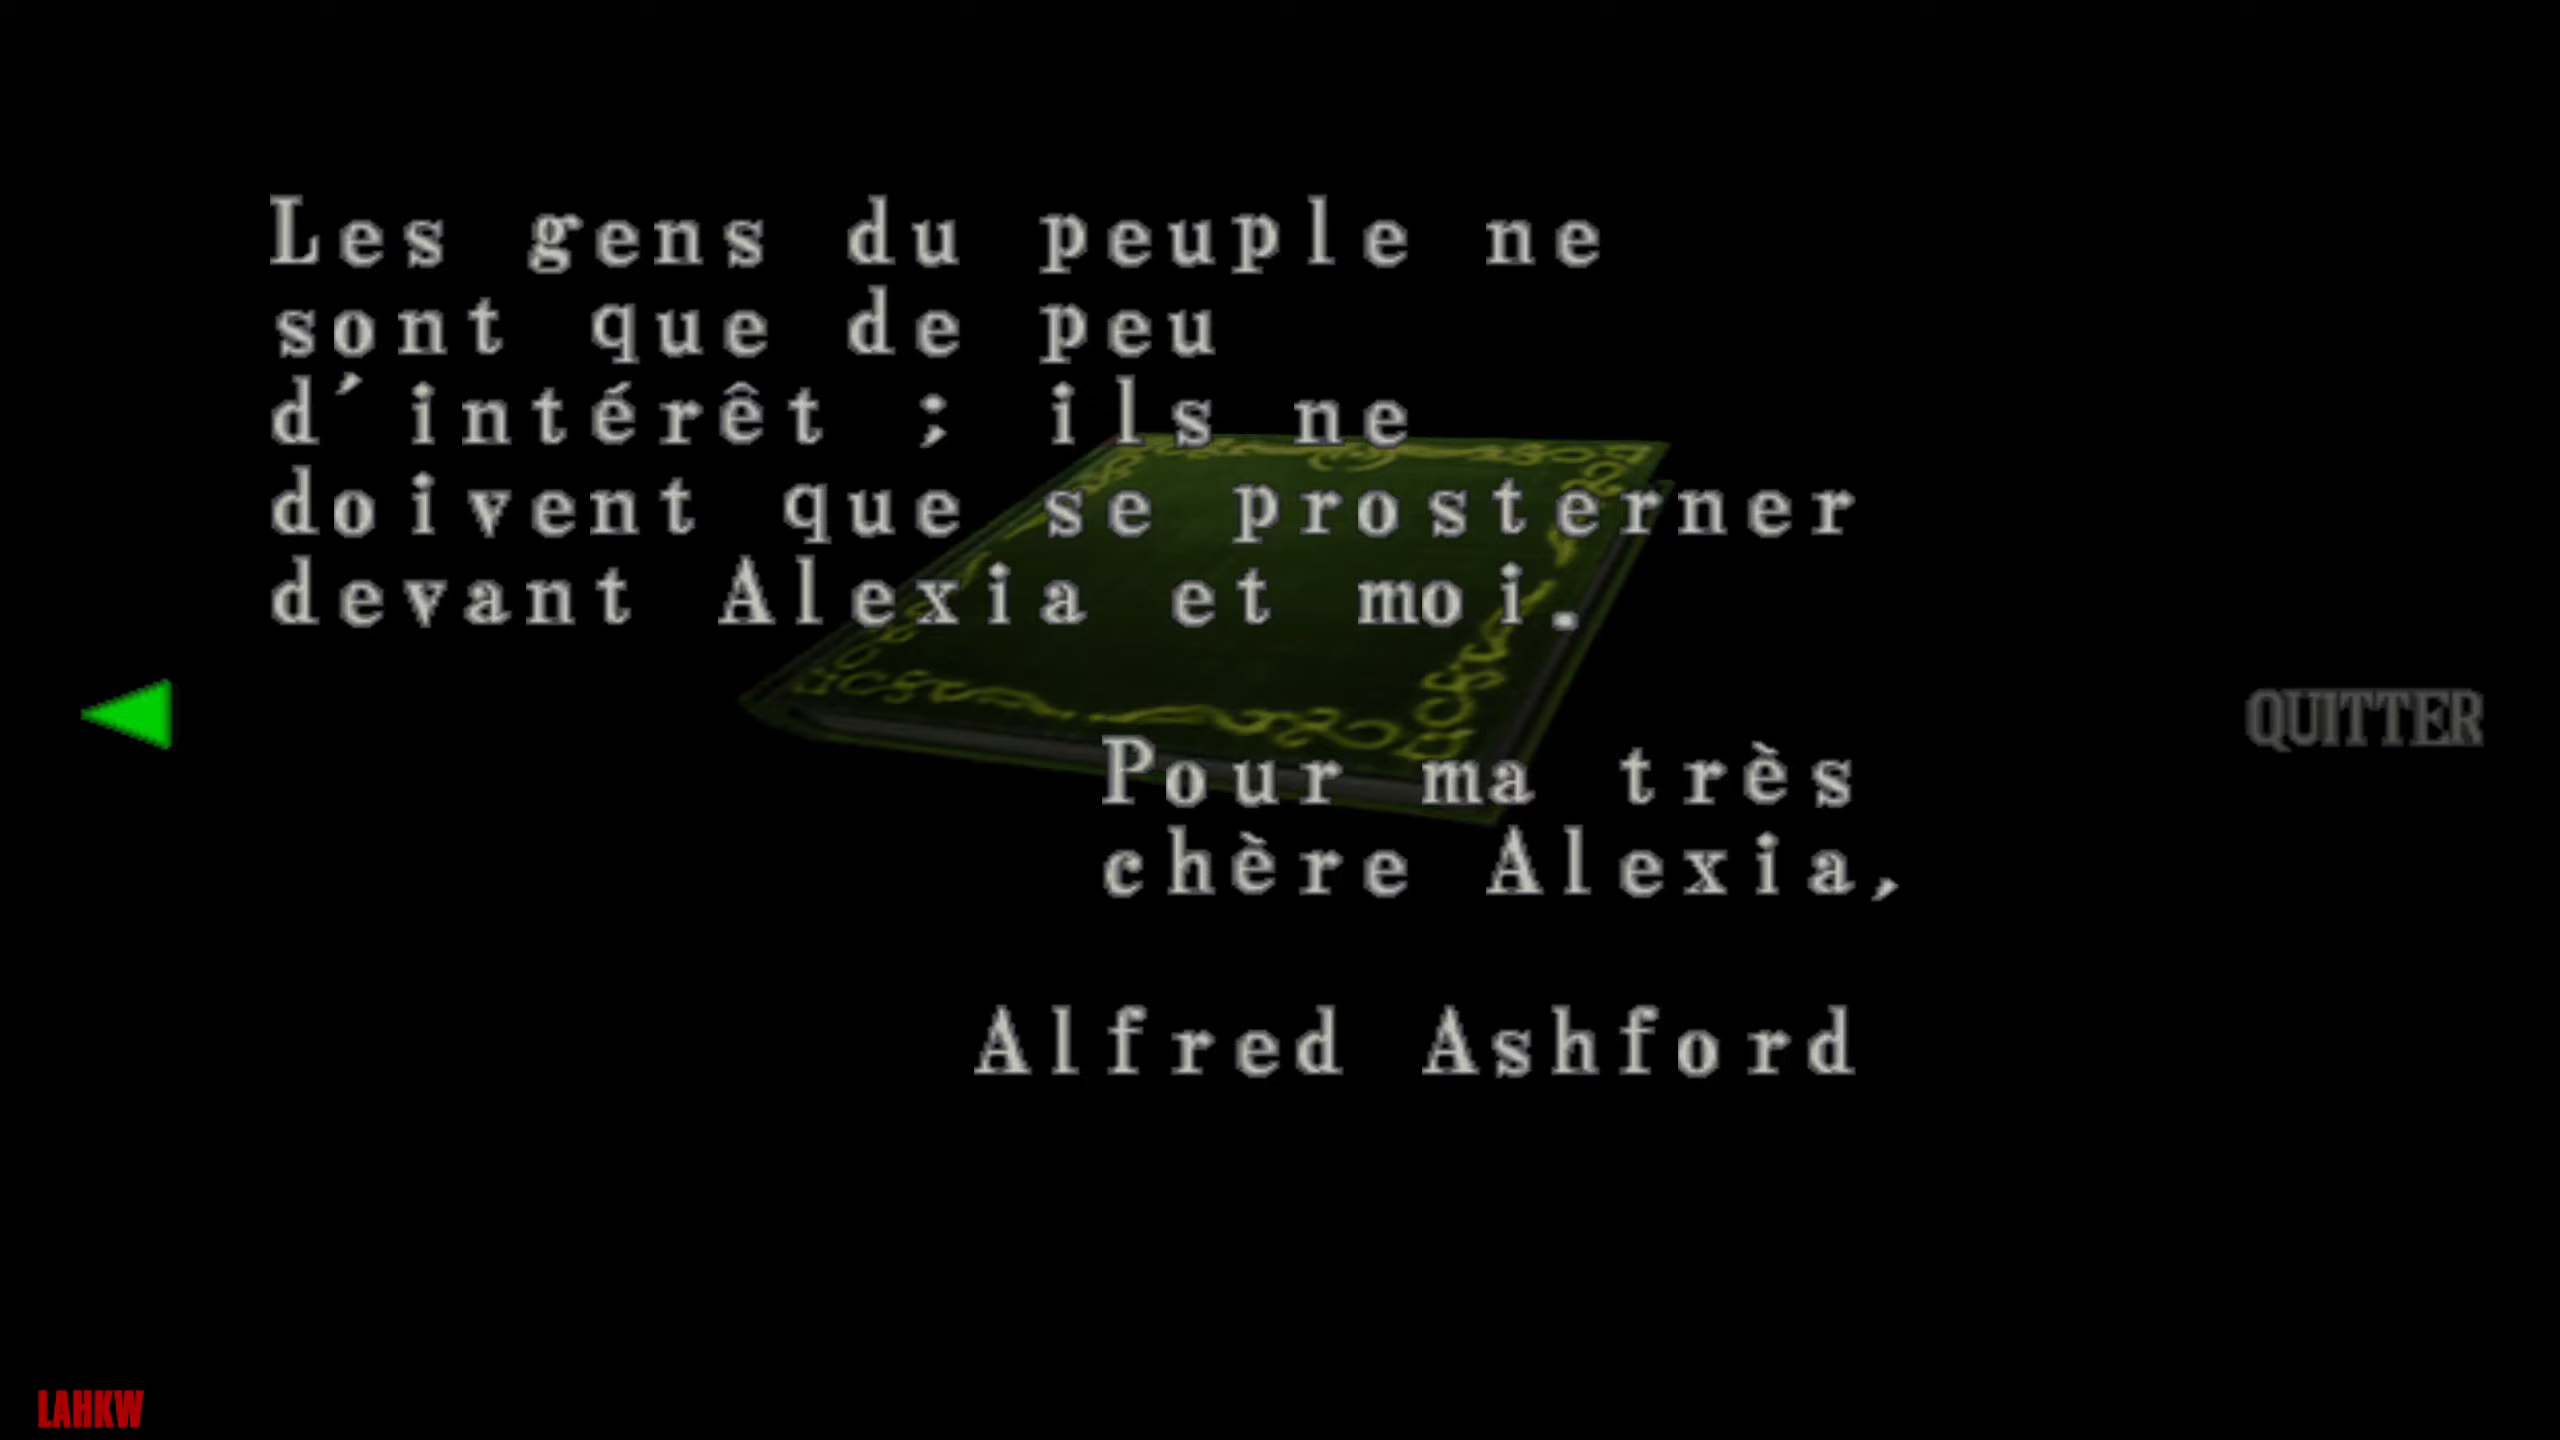 Les gens du peuple ne
sont que de peu
d´intérêt ; ils ne
doivent que se prosterner
devant Alexia et moi.
QUITTER
Pour ma très
chère Alexia,
Alfred Ashford
LAHKW